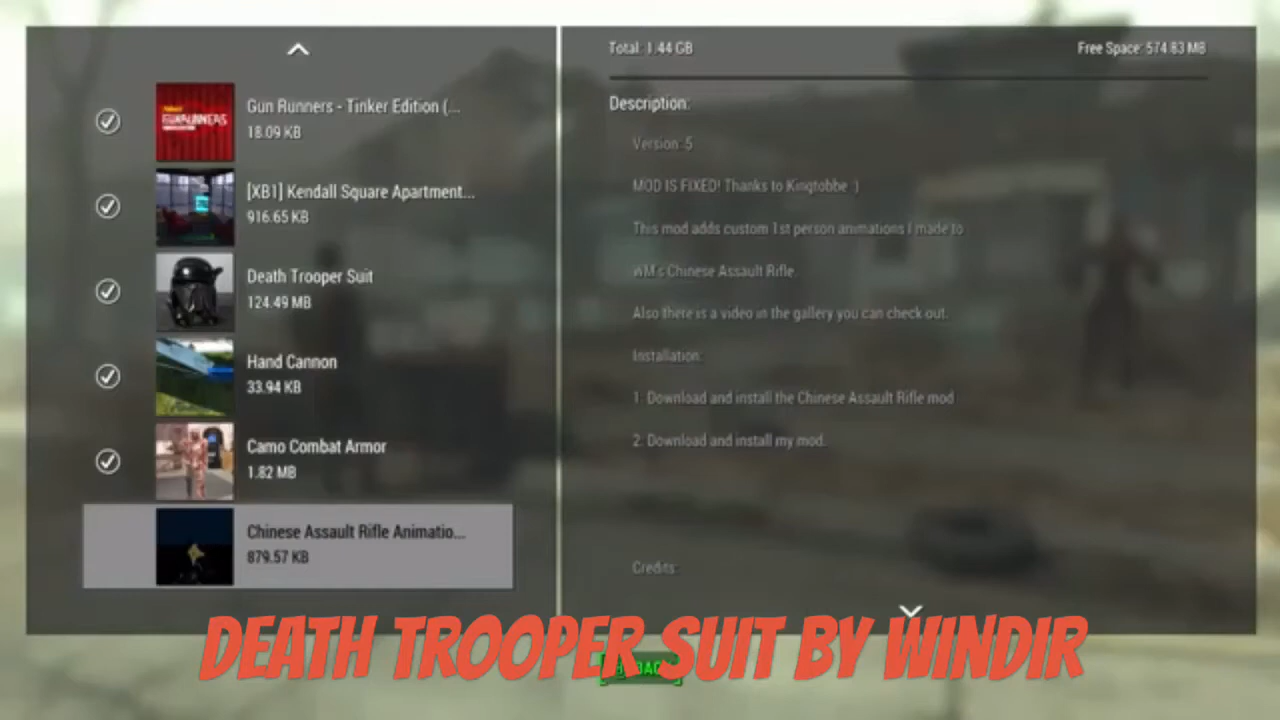 Total: 1.44 GB
Free Space: 574.83 MB
Gun Runners - Tinker Edition (...
18.09 KB
[XB1] Kendall Square Apartment...
916.65 KB
Death Trooper Suit
124.49 MB
Hand Cannon
33.94 KB
Camo Combat Armor
1.82 MB
Chinese Assault Rifle Animatio...
879.57 KB
Description:
Version: 5
MOD IS FIXED! Thanks to Kingtobbe :)
This mod adds custom 1st person animations I made to
wM's Chinese Assault Rifle.
Also there is a video in the gallery you can check out.
Installation:
1: Download and install the Chinese Assault Rifle mod
2: Download and install my mod.
Credits:
DEATH TROOPER SUIT BY WINDIR